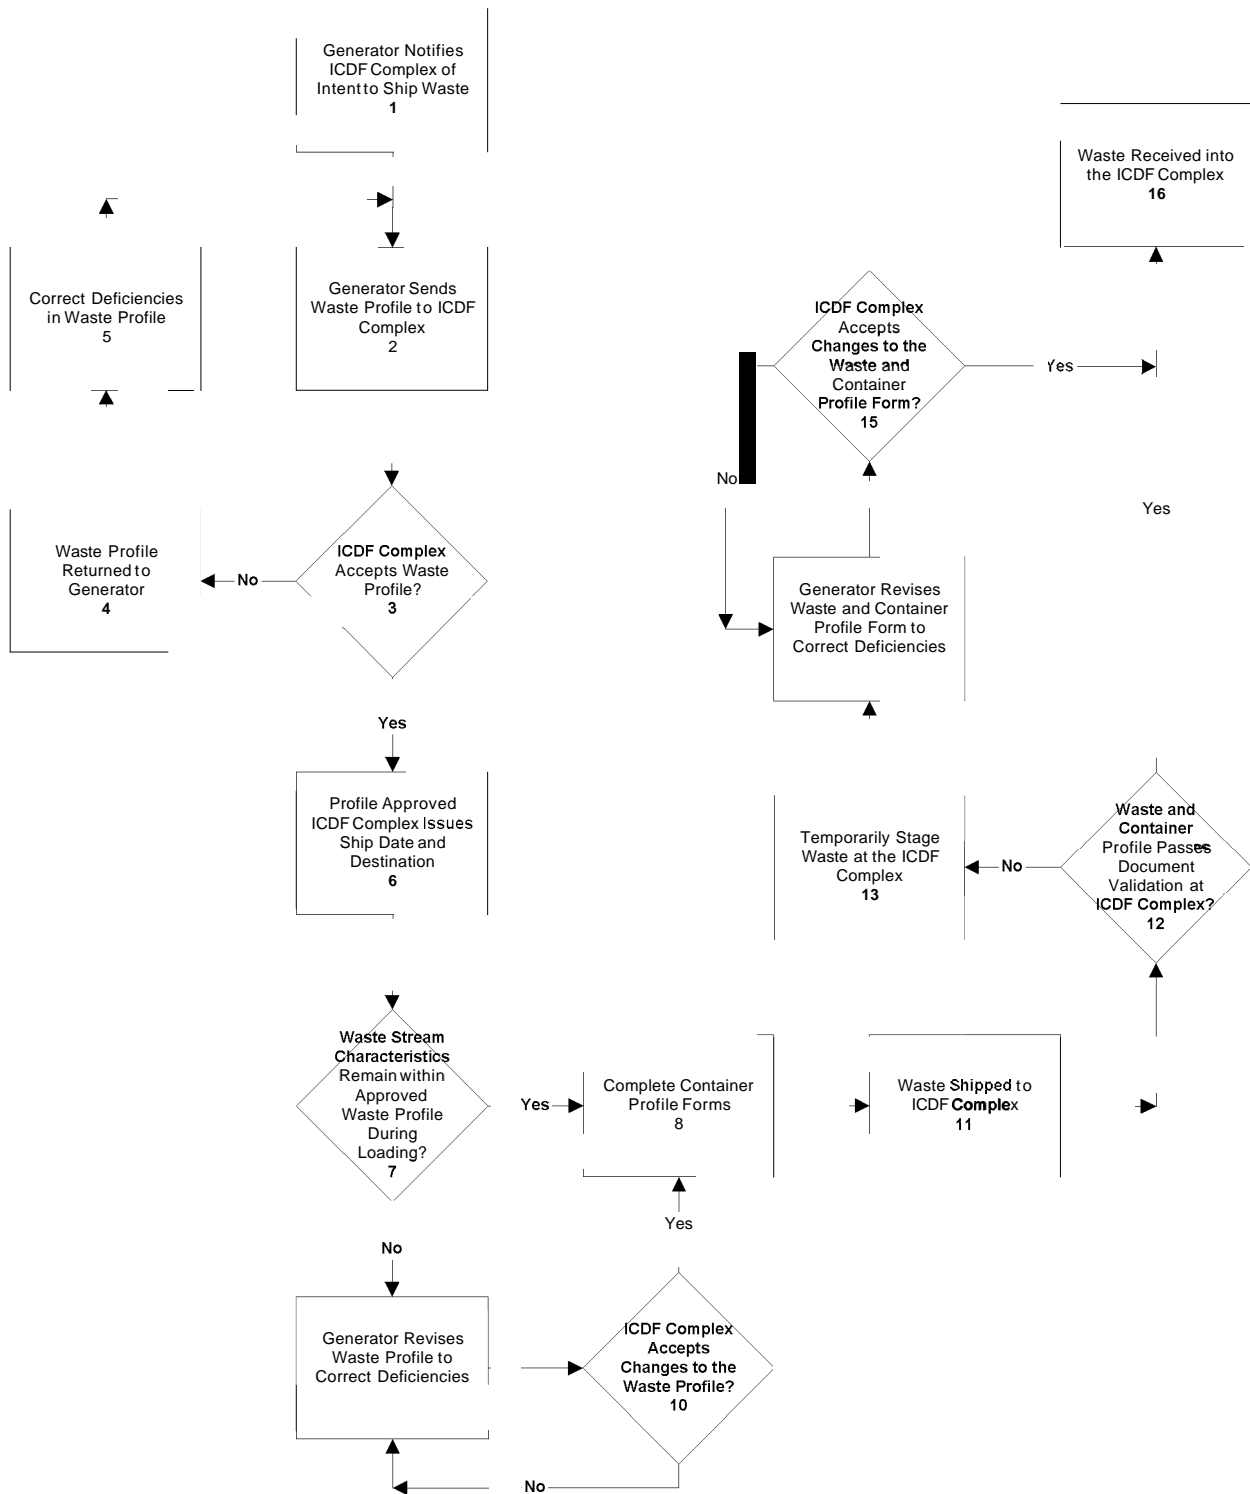 Generator Notifies
ICDF Complex of
Intent to Ship Waste
1
Generator Sends
Waste Profile to ICDF
Complex
2
Correct Deficiencies
in Waste Profile
5
ICDF Complex
Accepts Waste
Profile?
3
No
Waste Profile
Returned to
Generator
4
Yes
Profile Approved
ICDF Complex Issues
Ship Date and
Destination
6
Waste Stream
Characteristics
Remain within
Approved
Waste Profile
During
Loading?
7
Yes
Complete Container
Profile Forms
8
No
Generator Revises
Waste Profile to
Correct Deficiencies
ICDF Complex
Accepts
Changes to the
Waste Profile?
10
Yes
No
Waste Shipped to
ICDF Complex
11
Waste and
Container
Profile Passes
Document
Validation at
ICDF Complex?
12
No
Temporarily Stage
Waste at the ICDF
Complex
13
Generator Revises
Waste and Container
Profile Form to
Correct Deficiencies
ICDF Complex
Accepts
Changes to the
Waste and
Container
Profile Form?
15
No
Yes
Yes
Waste Received into
the ICDF Complex
16